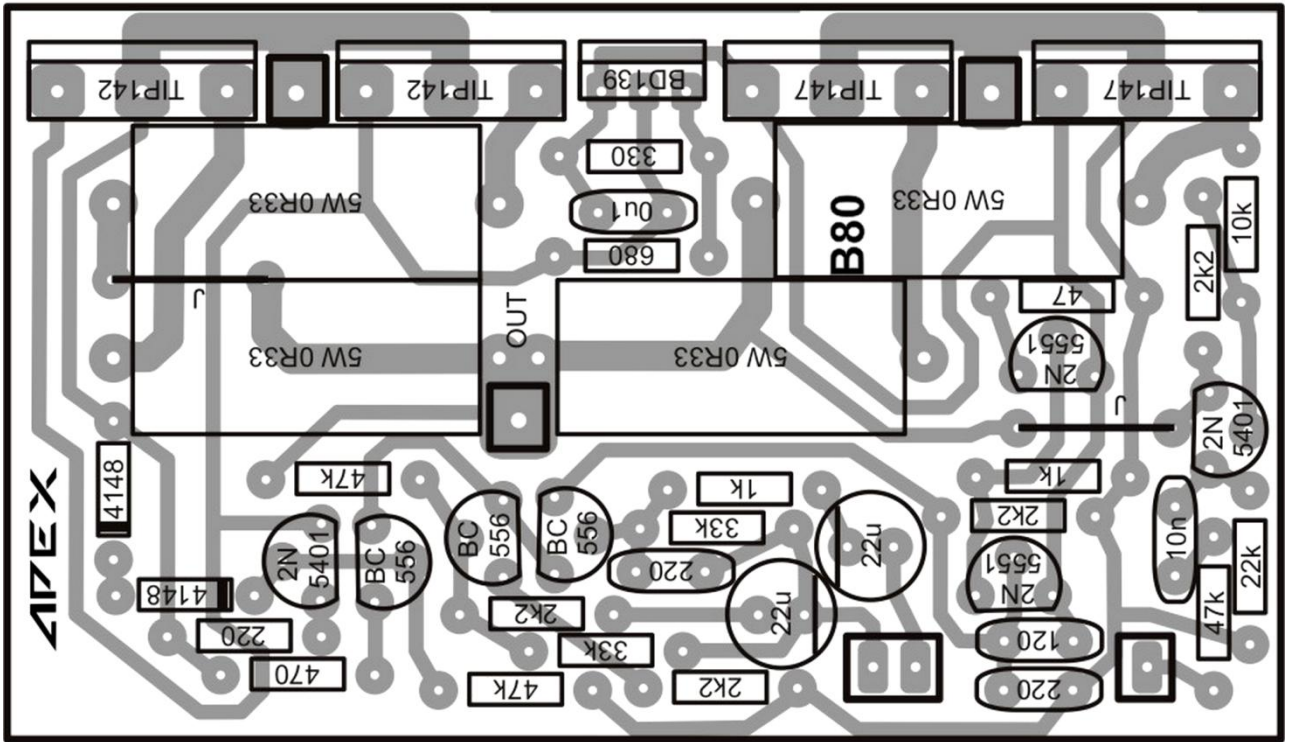 TIP142
TIP142
BD139
TIP147
TIP147
330
5W 0R33
0u1
B80
5W 0R33
10k
680
2k2
J
47
OUT
5W 0R33
5W 0R33
5551
2N
J
2N
5401
4148
47k
1k
1k
APEX
BC
556
BC
556
33k
22u
2k2
10n
2N
5401
BC
556
220
5551
2N
22k
4148
2k2
22u
47k
220
33k
120
470
47k
2k2
220